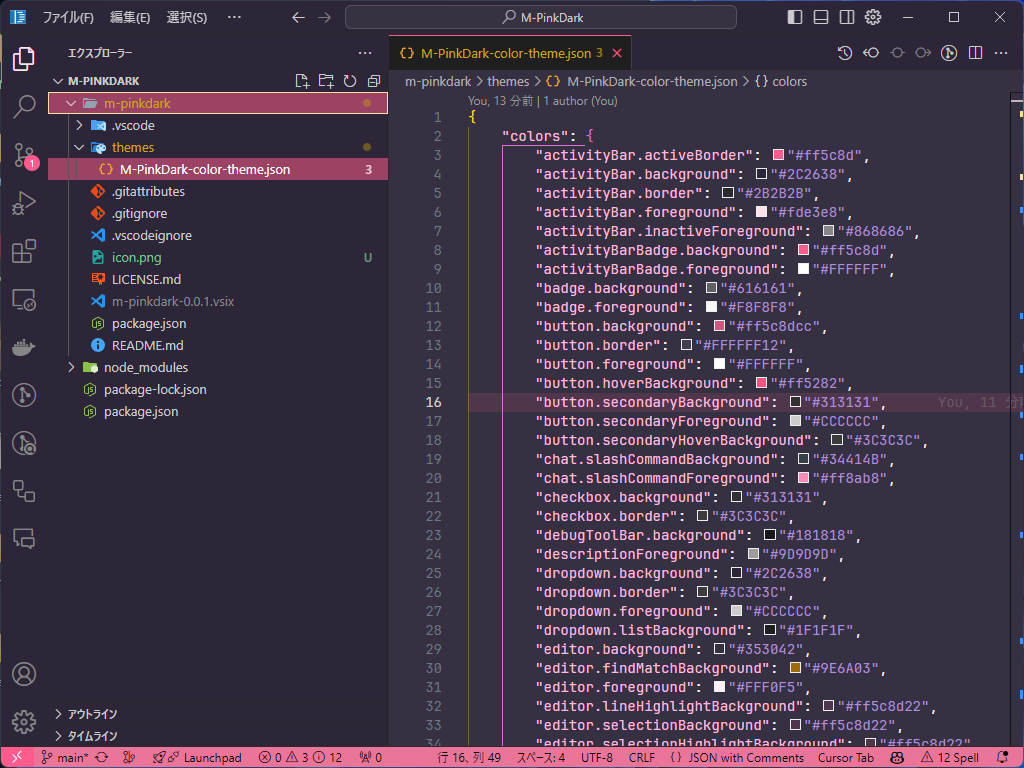 ファイル(F) 編集(E) 選択(S) ··· M-PinkDark
エクスプローラー ···
M-PINKDARK
m-pinkdark
.vscode
themes
M-PinkDark-color-theme.json 3
.gitattributes
.gitignore
.vscodeignore
icon.png U
LICENSE.md
m-pinkdark-0.0.1.vsix
package.json
README.md
node_modules
package-lock.json
package.json
アウトライン
タイムライン
1
{} M-PinkDark-color-theme.json 3
m-pinkdark > themes > {} M-PinkDark-color-theme.json > {} colors
You, 13 分前 | 1 author (You)
1 {
2 "colors": {
3 "activityBar.activeBorder": "#ff5c8d",
4 "activityBar.background": "#2C2638",
5 "activityBar.border": "#2B2B2B",
6 "activityBar.foreground": "#fde3e8",
7 "activityBar.inactiveForeground": "#868686",
8 "activityBarBadge.background": "#ff5c8d",
9 "activityBarBadge.foreground": "#FFFFFF",
10 "badge.background": "#616161",
11 "badge.foreground": "#F8F8F8",
12 "button.background": "#ff5c8dcc",
13 "button.border": "#FFFFFF12",
14 "button.foreground": "#FFFFFF",
15 "button.hoverBackground": "#ff5282",
16 "button.secondaryBackground": "#313131", You, 11 分
17 "button.secondaryForeground": "#CCCCCC",
18 "button.secondaryHoverBackground": "#3C3C3C",
19 "chat.slashCommandBackground": "#34414B",
20 "chat.slashCommandForeground": "#ff8ab8",
21 "checkbox.background": "#313131",
22 "checkbox.border": "#3C3C3C",
23 "debugToolBar.background": "#181818",
24 "descriptionForeground": "#9D9D9D",
25 "dropdown.background": "#2C2638",
26 "dropdown.border": "#3C3C3C",
27 "dropdown.foreground": "#CCCCCC",
28 "dropdown.listBackground": "#1F1F1F",
29 "editor.background": "#353042",
30 "editor.findMatchBackground": "#9E6A03",
31 "editor.foreground": "#FFF0F5",
32 "editor.lineHighlightBackground": "#ff5c8d22",
33 "editor.selectionBackground": "#ff5c8d22",
34 "editor.selectionHighlightBackground": "#ff5c8d22",
main* Launchpad 0 3 12 0 行 16、列 49 スペース: 4 UTF-8 CRLF {} JSON with Comments Cursor Tab 12 Spell